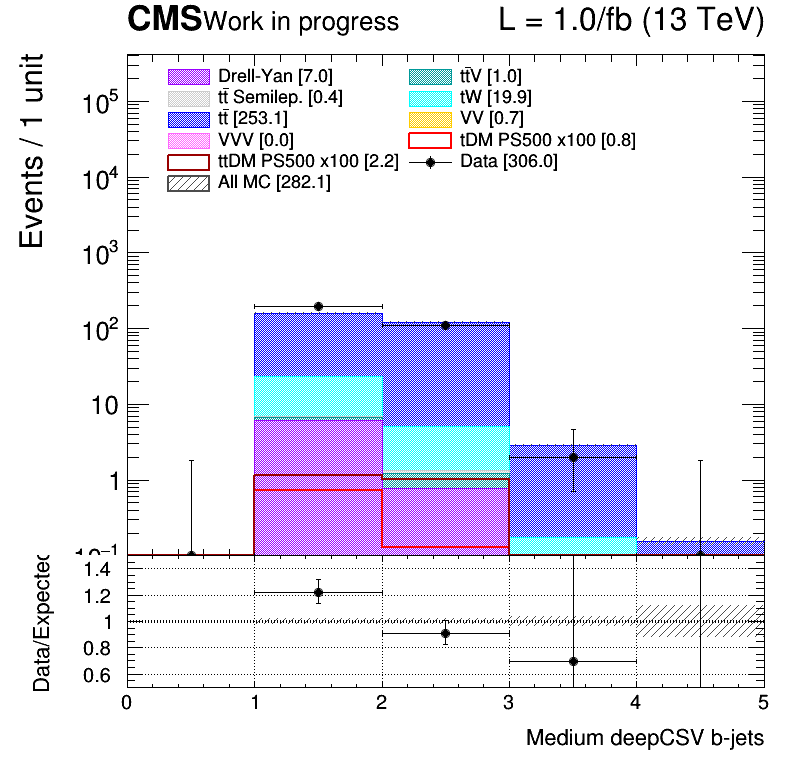 CMS Work in progress L = 1.0/fb (13 TeV)
Events / 1 unit
Drell-Yan [7.0] tt̄V [1.0]
tt̄ Semilep. [0.4] tW [19.9]
tt̄ [253.1] VV [0.7]
VVV [0.0] tDM PS500 x100 [0.8]
ttDM PS500 x100 [2.2] Data [306.0]
All MC [282.1]
10⁵
10⁴
10³
10²
10
1
10⁻¹
Data/Expected
1.4
1.2
1
0.8
0.6
0 1 2 3 4 5
Medium deepCSV b-jets